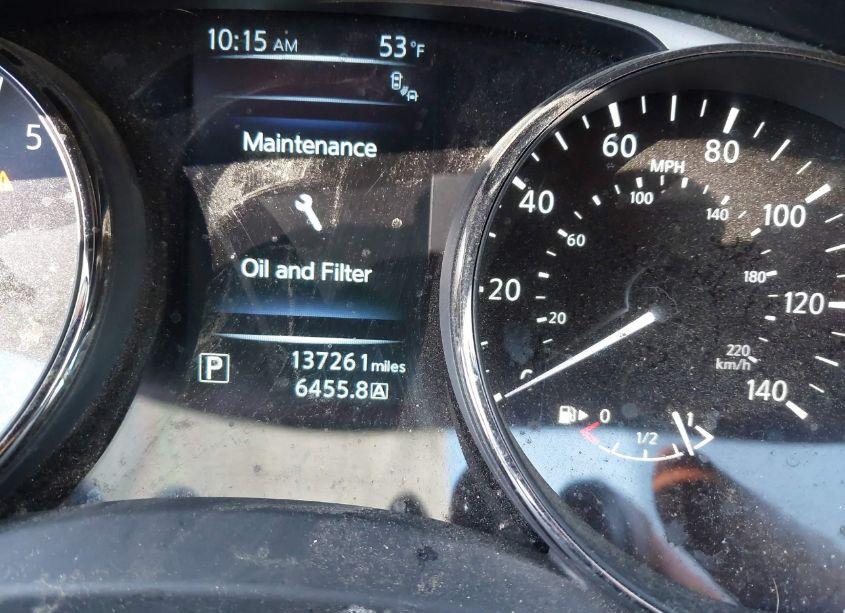 10:15 AM 53°F
Maintenance
Oil and Filter
P 137261 miles
6455.8 A
5
0
20
40
60
80
100
120
140
MPH
20
60
100
140
180
220
km/h
0 1/2 1